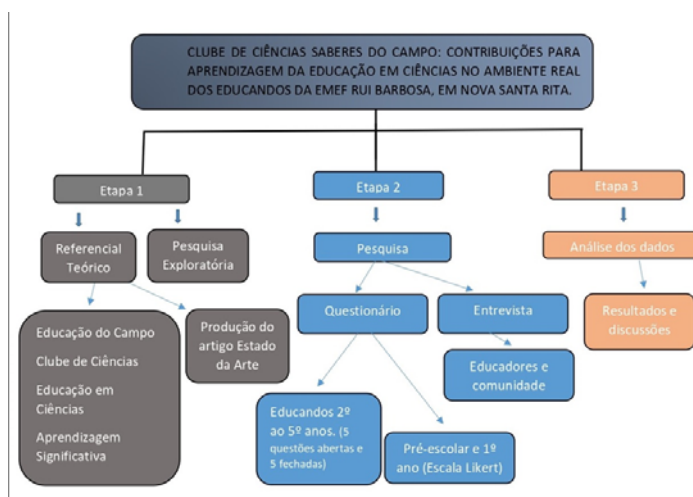 CLUBE DE CIÊNCIAS SABERES DO CAMPO: CONTRIBUIÇÕES PARA
APRENDIZAGEM DA EDUCAÇÃO EM CIÊNCIAS NO AMBIENTE REAL
DOS EDUCANDOS DA EMEF RUI BARBOSA, EM NOVA SANTA RITA.
Etapa 1
Etapa 2
Etapa 3
Referencial
Teórico
Pesquisa
Exploratória
Pesquisa
Análise dos dados
Educação do Campo
Clube de Ciências
Educação em
Ciências
Aprendizagem
Significativa
Produção do
artigo Estado
da Arte
Questionário
Entrevista
Resultados e
discussões
Educadores e
comunidade
Educandos 2º
ao 5º anos. (5
questões abertas e
5 fechadas)
Pré-escolar e 1º
ano (Escala Likert)